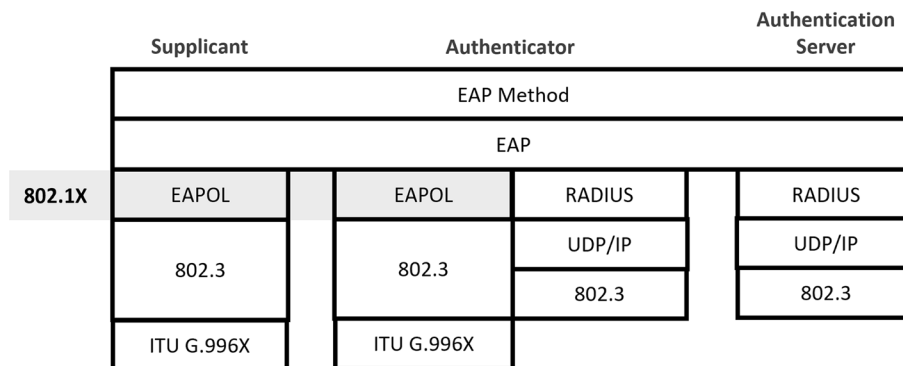 Supplicant
Authenticator
Authentication
Server
EAP Method
EAP
802.1X
EAPOL
EAPOL
RADIUS
RADIUS
802.3
802.3
UDP/IP
UDP/IP
802.3
802.3
ITU G.996X
ITU G.996X